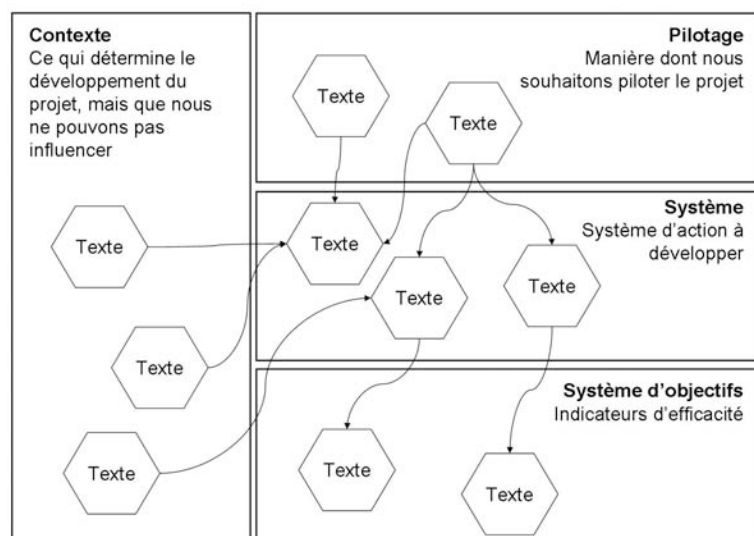 Contexte
Ce qui détermine le
développement du
projet, mais que nous
ne pouvons pas
influencer
Texte
Texte
Texte
Pilotage
Manière dont nous
souhaitons piloter le projet
Texte
Texte
Système
Système d'action à
développer
Texte
Texte
Texte
Système d'objectifs
Indicateurs d'efficacité
Texte
Texte